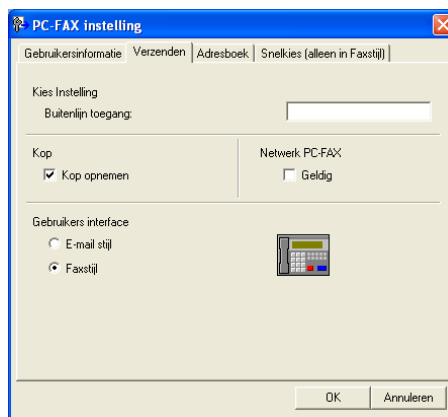 PC-FAX instelling
Gebruikersinformatie Verzenden Adresboek Snelkies (alleen in Faxstijl)
Kies Instelling
Buitenlijn toegang:
Kop Netwerk PC-FAX
Kop opnemen Geldig
Gebruikers interface
E-mail stijl
Faxstijl
OK Annuleren